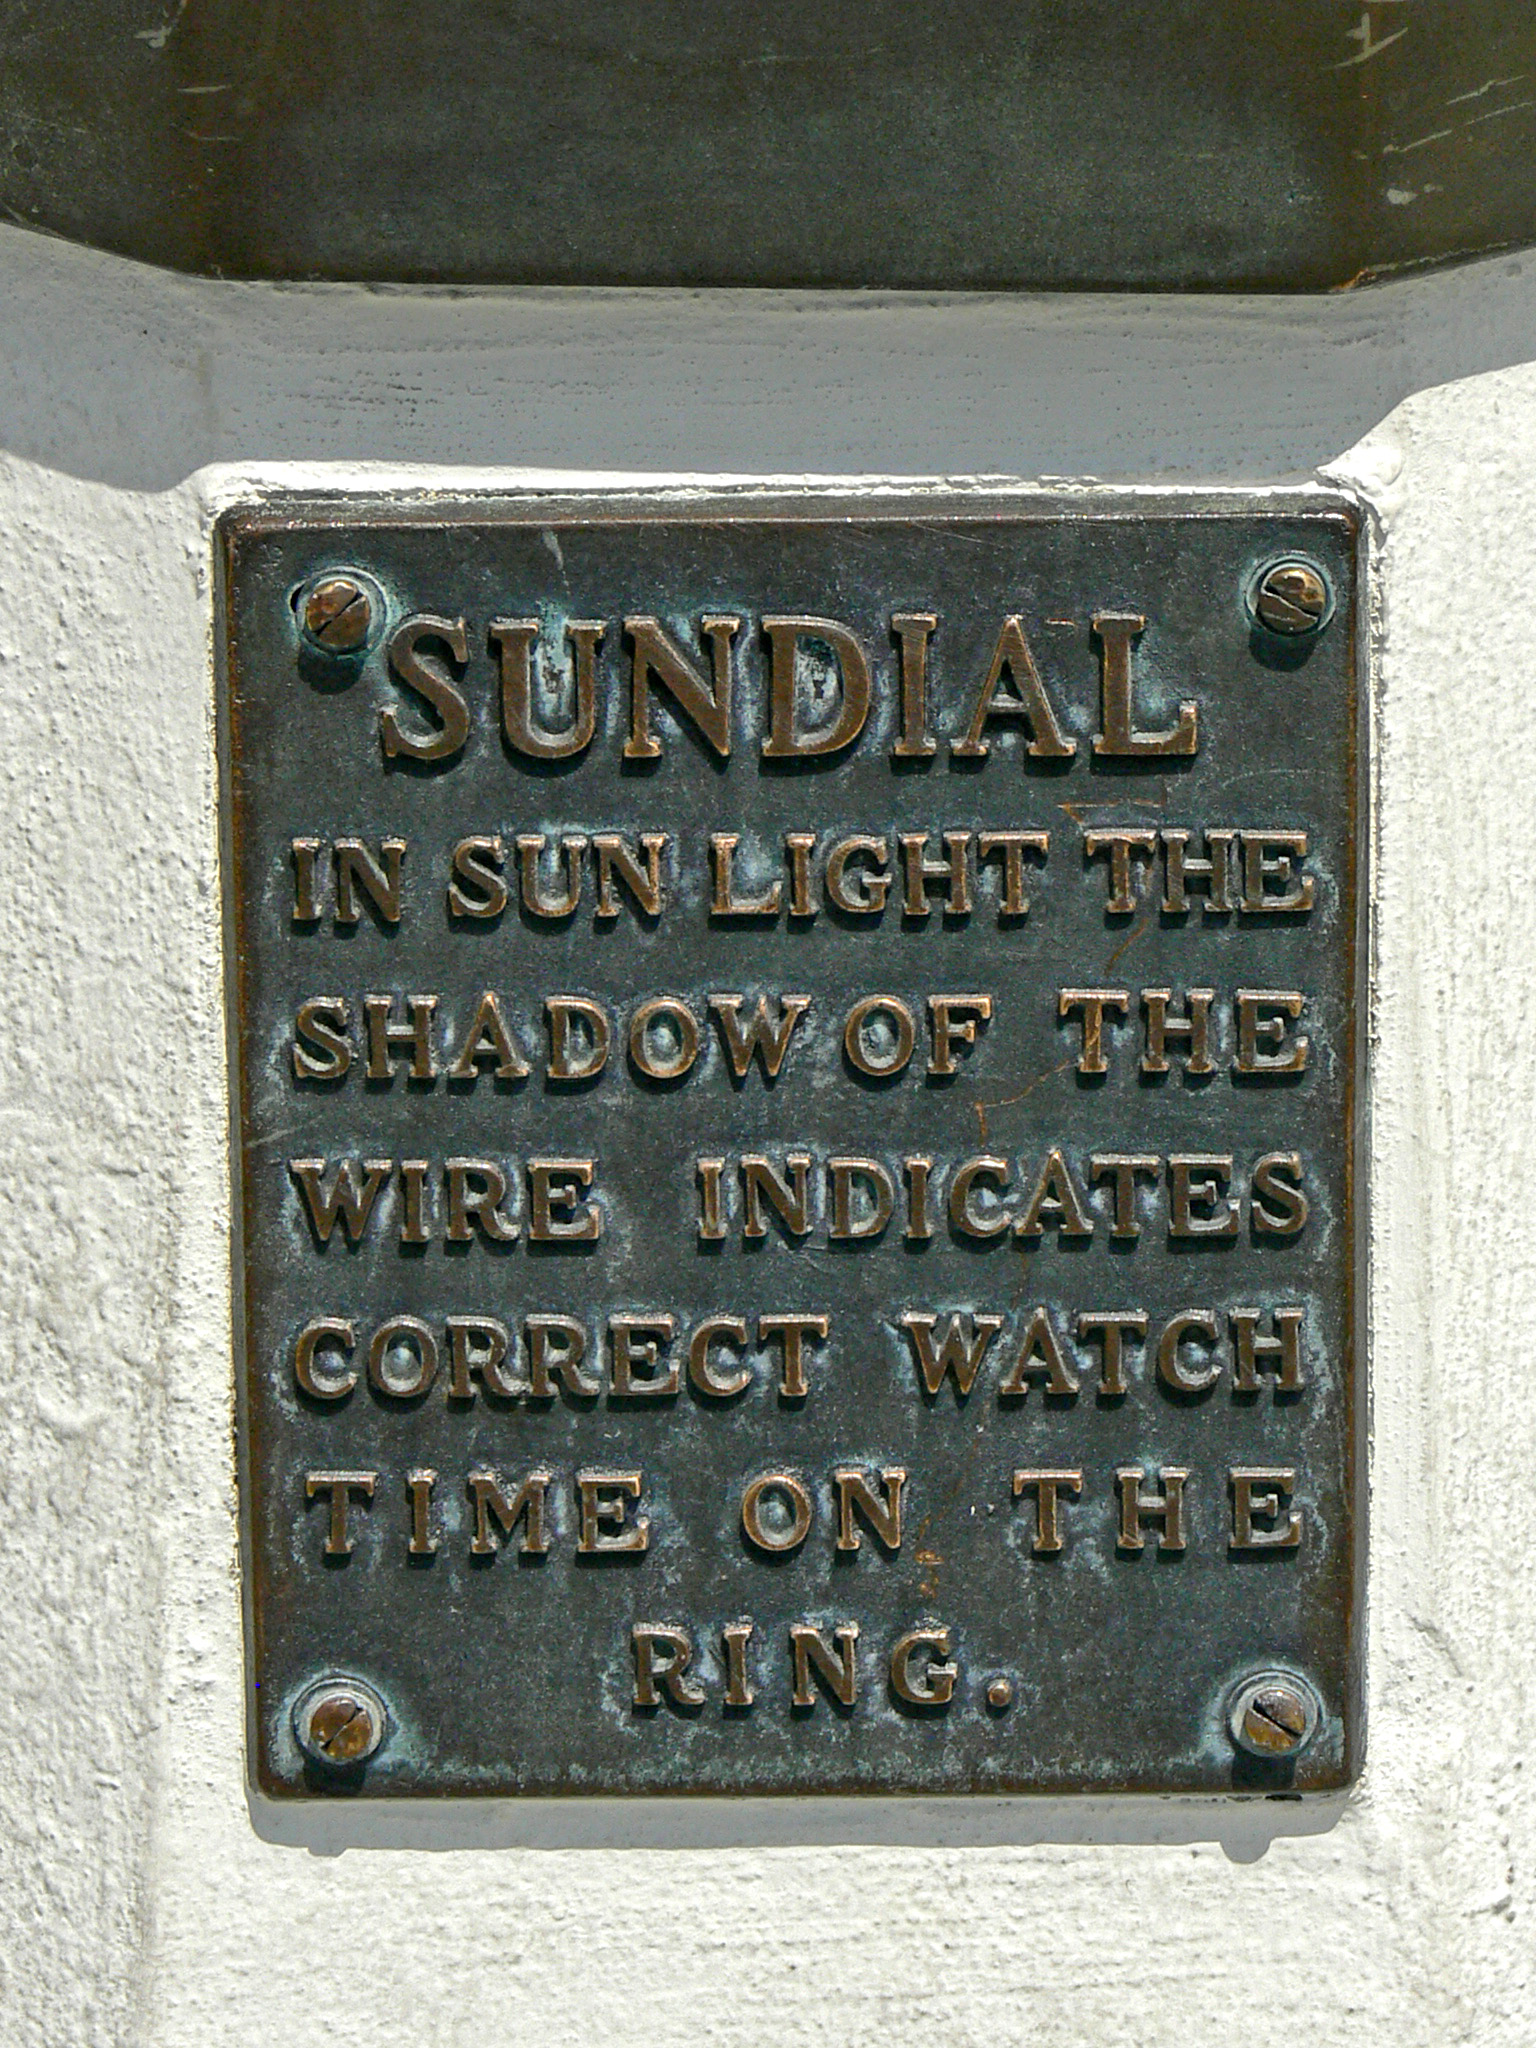 SUNDIAL
IN SUN LIGHT THE
SHADOW OF THE
WIRE INDICATES
CORRECT WATCH
TIME ON THE
RING.